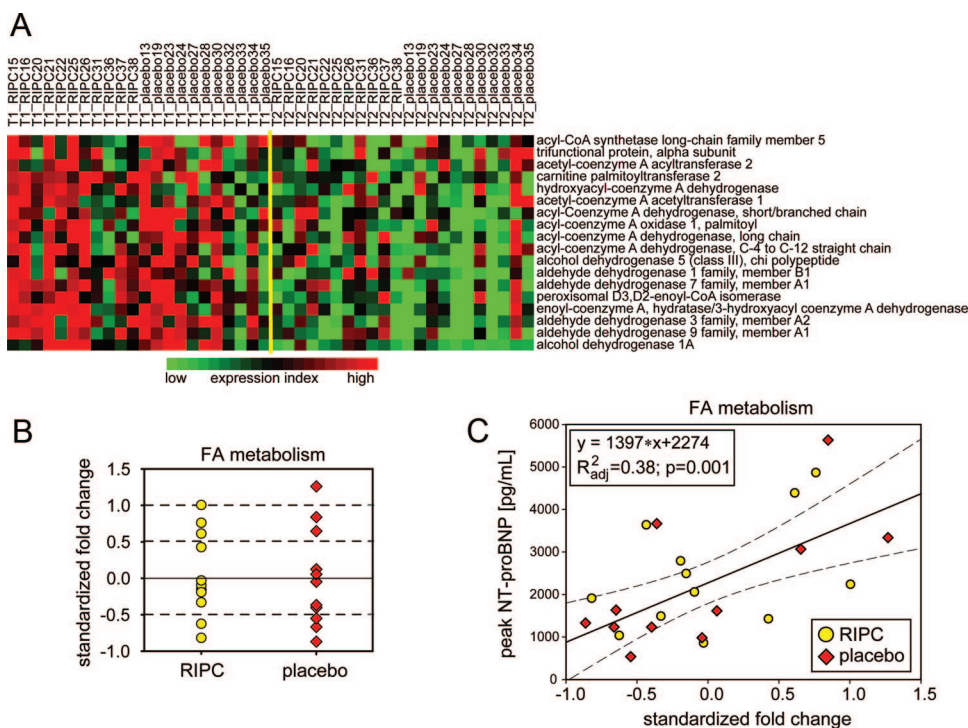 A
T1_RIPC15
T1_RIPC16
T1_RIPC20
T1_RIPC21
T1_RIPC22
T1_RIPC25
T1_RIPC26
T1_RIPC31
T1_RIPC36
T1_RIPC37
T1_RIPC38
T1_placebo13
T1_placebo19
T1_placebo23
T1_placebo24
T1_placebo27
T1_placebo28
T1_placebo30
T1_placebo32
T1_placebo33
T1_placebo34
T1_placebo35
T2_RIPC15
T2_RIPC16
T2_RIPC20
T2_RIPC21
T2_RIPC22
T2_RIPC25
T2_RIPC26
T2_RIPC31
T2_RIPC36
T2_RIPC37
T2_RIPC38
T2_placebo13
T2_placebo19
T2_placebo23
T2_placebo24
T2_placebo27
T2_placebo28
T2_placebo30
T2_placebo32
T2_placebo33
T2_placebo34
T2_placebo35
acyl-CoA synthetase long-chain family member 5
trifunctional protein, alpha subunit
acetyl-coenzyme A acyltransferase 2
carnitine palmitoyltransferase 2
hydroxyacyl-coenzyme A dehydrogenase
acetyl-coenzyme A acetyltransferase 1
acyl-Coenzyme A dehydrogenase, short/branched chain
acyl-coenzyme A oxidase 1, palmitoyl
acyl-coenzyme A dehydrogenase, long chain
acyl-coenzyme A dehydrogenase, C-4 to C-12 straight chain
alcohol dehydrogenase 5 (class III), chi polypeptide
aldehyde dehydrogenase 1 family, member B1
aldehyde dehydrogenase 7 family, member A1
peroxisomal D3,D2-enoyl-CoA isomerase
enoyl-coenzyme A, hydratase/3-hydroxyacyl coenzyme A dehydrogenase
aldehyde dehydrogenase 3 family, member A2
aldehyde dehydrogenase 9 family, member A1
alcohol dehydrogenase 1A
low expression index high
B
FA metabolism
standardized fold change
1.5
1.0
0.5
0.0
-0.5
-1.0
RIPC placebo
C
FA metabolism
peak NT-proBNP [pg/mL]
6000
5000
4000
3000
2000
1000
0
y = 1397*x+2274
R²adj=0.38; p=0.001
RIPC
placebo
-1.0 -0.5 0.0 0.5 1.0 1.5
standardized fold change